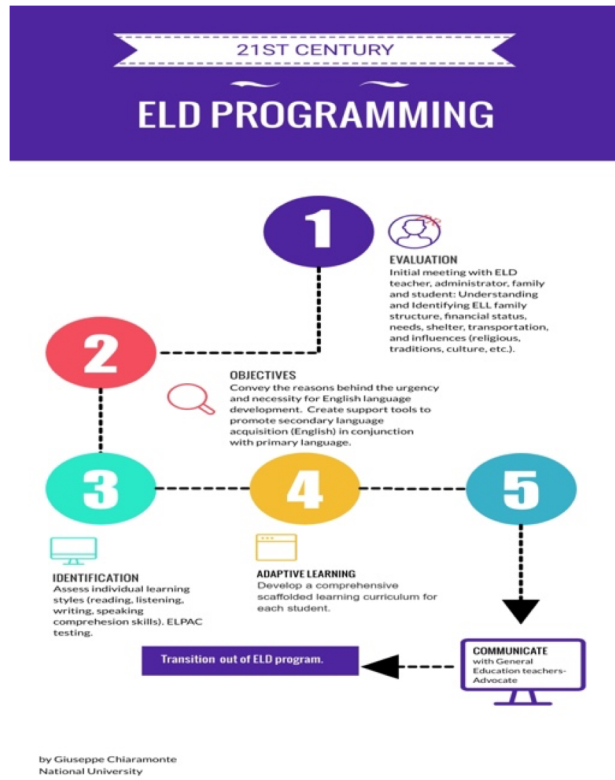 21ST CENTURY
ELD PROGRAMMING
1
EVALUATION
Initial meeting with ELD
teacher, administrator, family
and student: Understanding
and Identifying ELL family
structure, financial status,
needs, shelter, transportation,
and influences (religious,
traditions, culture, etc.).
2
OBJECTIVES
Convey the reasons behind the urgency
and necessity for English language
development. Create support tools to
promote secondary language
acquisition (English) in conjunction
with primary language.
3
4
5
IDENTIFICATION
Assess individual learning
styles (reading, listening,
writing, speaking
comprehesion skills). ELPAC
testing.
ADAPTIVE LEARNING
Develop a comprehensive
scaffolded learning curriculum for
each student.
COMMUNICATE
with General
Education teachers-
Advocate
Transition out of ELD program.
by Giuseppe Chiaramonte
National University